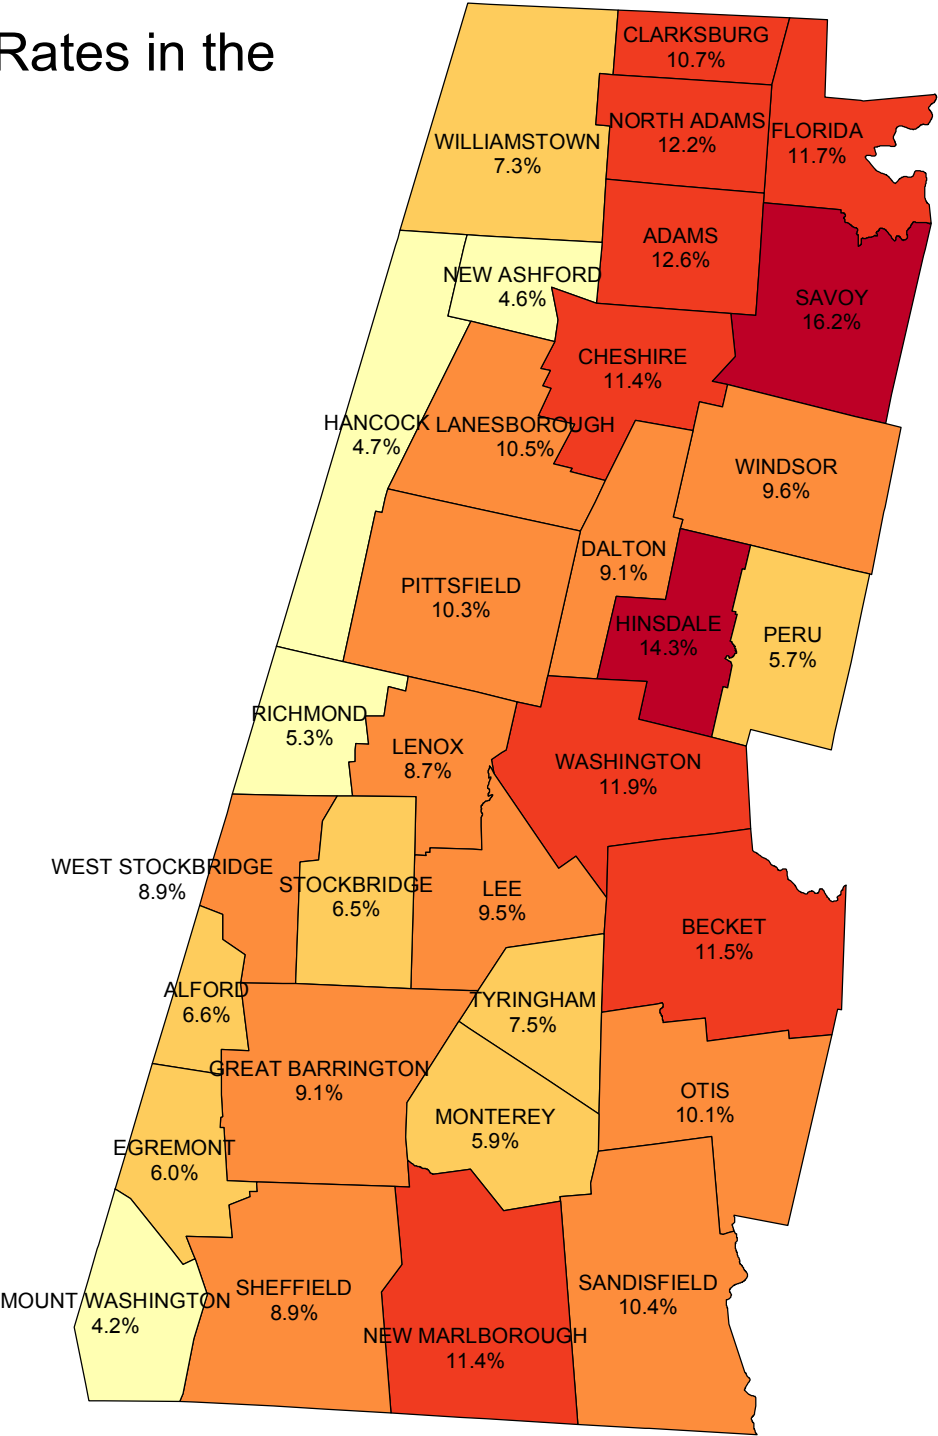 Rates in the
CLARKSBURG
10.7%
NORTH ADAMS
12.2%
FLORIDA
11.7%
WILLIAMSTOWN
7.3%
ADAMS
12.6%
NEW ASHFORD
4.6%
SAVOY
16.2%
CHESHIRE
11.4%
HANCOCK
4.7%
LANESBOROUGH
10.5%
WINDSOR
9.6%
DALTON
9.1%
PITTSFIELD
10.3%
HINSDALE
14.3%
PERU
5.7%
RICHMOND
5.3%
LENOX
8.7%
WASHINGTON
11.9%
WEST STOCKBRIDGE
8.9%
STOCKBRIDGE
6.5%
LEE
9.5%
BECKET
11.5%
ALFORD
6.6%
TYRINGHAM
7.5%
GREAT BARRINGTON
9.1%
OTIS
10.1%
MONTEREY
5.9%
EGREMONT
6.0%
SHEFFIELD
8.9%
SANDISFIELD
10.4%
MOUNT WASHINGTON
4.2%
NEW MARLBOROUGH
11.4%